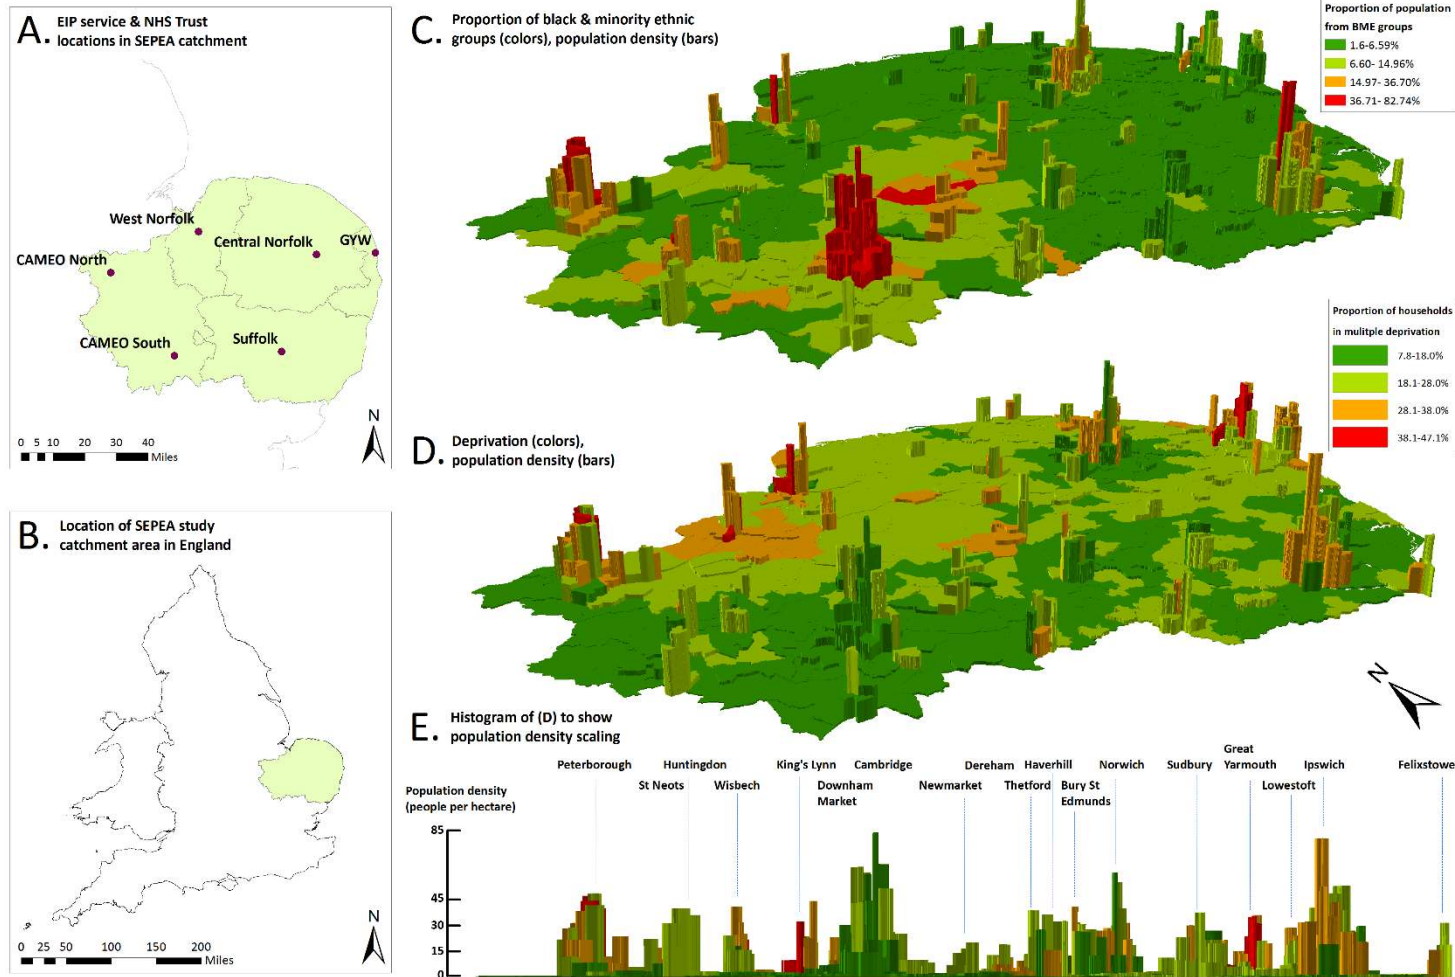 A. EIP service & NHS Trust
locations in SEPEA catchment
West Norfolk
Central Norfolk
GYW
CAMEO North
CAMEO South
Suffolk
N
0 5 10 20 30 40
Miles
B. Location of SEPEA study
catchment area in England
N
0 25 50 100 150 200
Miles
C. Proportion of black & minority ethnic
groups (colors), population density (bars)
Proportion of population
from BME groups
1.6-6.59%
6.60- 14.96%
14.97- 36.70%
36.71- 82.74%
D. Deprivation (colors),
population density (bars)
Proportion of households
in mulitple deprivation
7.8-18.0%
18.1-28.0%
28.1-38.0%
38.1-47.1%
N
E. Histogram of (D) to show
population density scaling
Population density
(people per hectare)
85
45
30
15
0
Peterborough
St Neots
Huntingdon
Wisbech
King's Lynn
Downham
Market
Cambridge
Newmarket
Dereham
Thetford
Haverhill
Bury St
Edmunds
Norwich
Sudbury
Great
Yarmouth
Lowestoft
Ipswich
Felixstowe